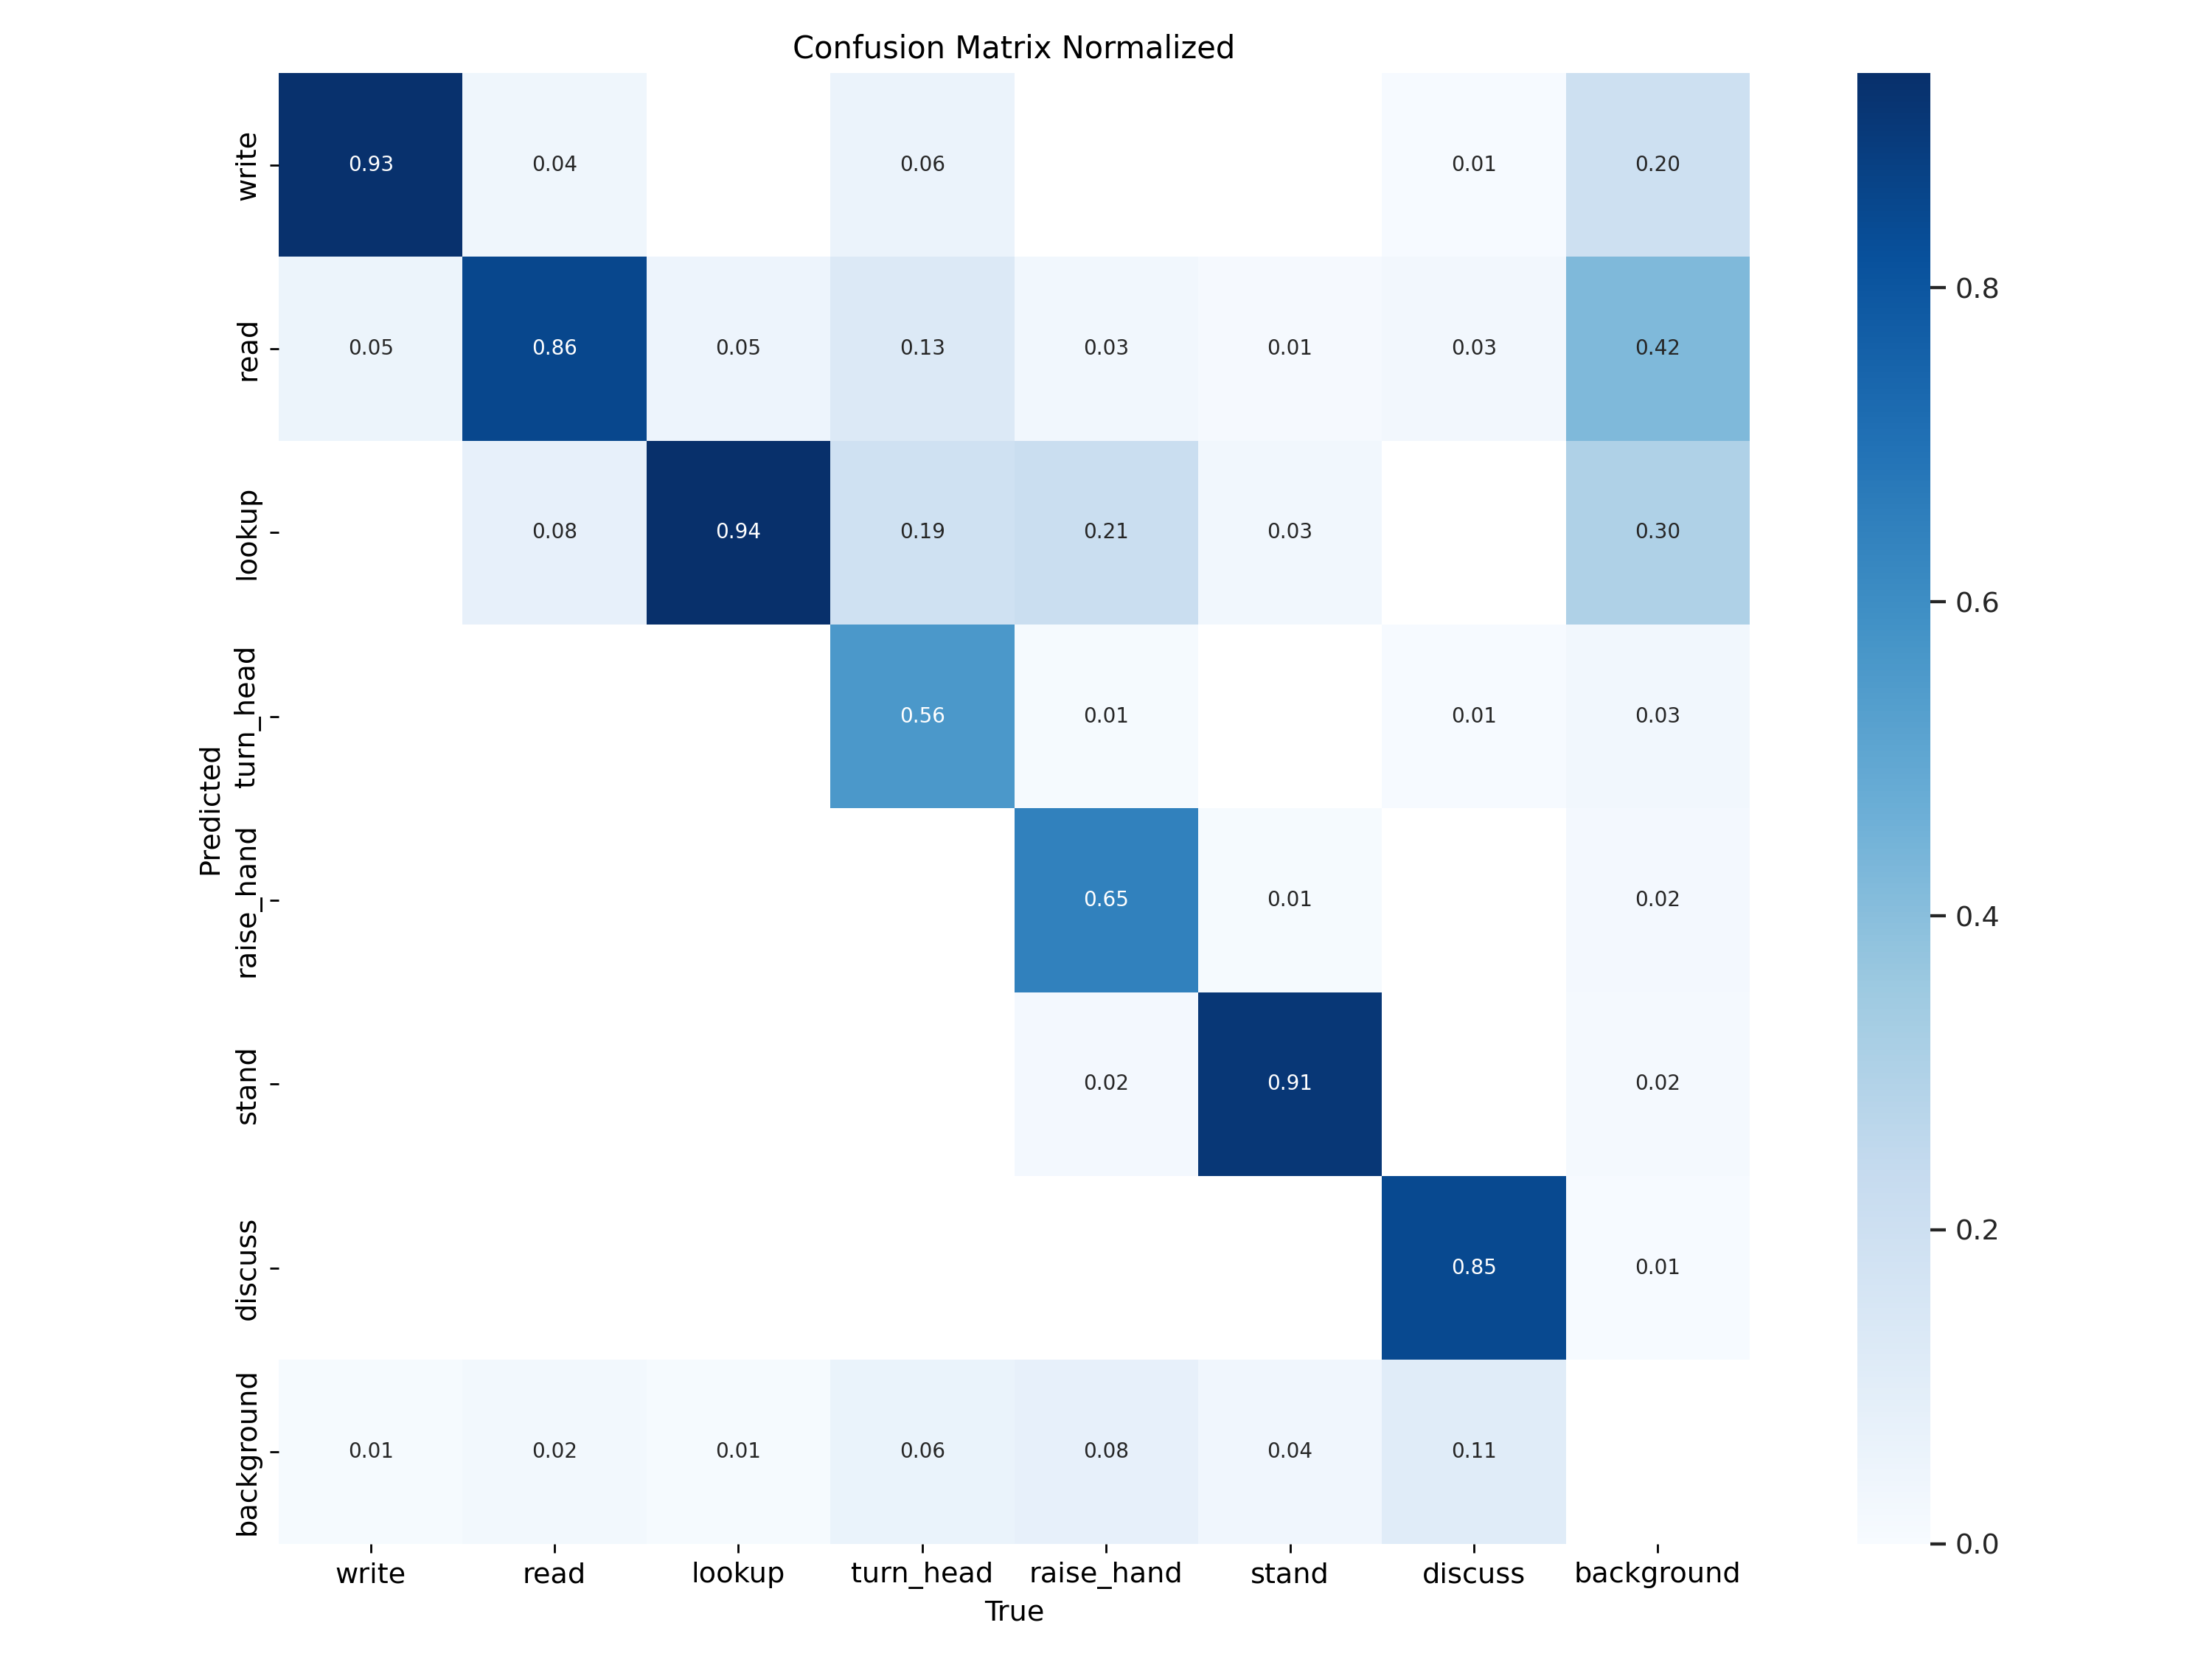 Confusion Matrix Normalized
write 0.93 0.04 0.06 0.01 0.20
read 0.05 0.86 0.05 0.13 0.03 0.01 0.03 0.42
lookup 0.08 0.94 0.19 0.21 0.03 0.30
turn_head 0.56 0.01 0.01 0.03
raise_hand 0.65 0.01 0.02
stand 0.02 0.91 0.02
discuss 0.85 0.01
background 0.01 0.02 0.01 0.06 0.08 0.04 0.11
Predicted
write read lookup turn_head raise_hand stand discuss background
True
0.8
0.6
0.4
0.2
0.0